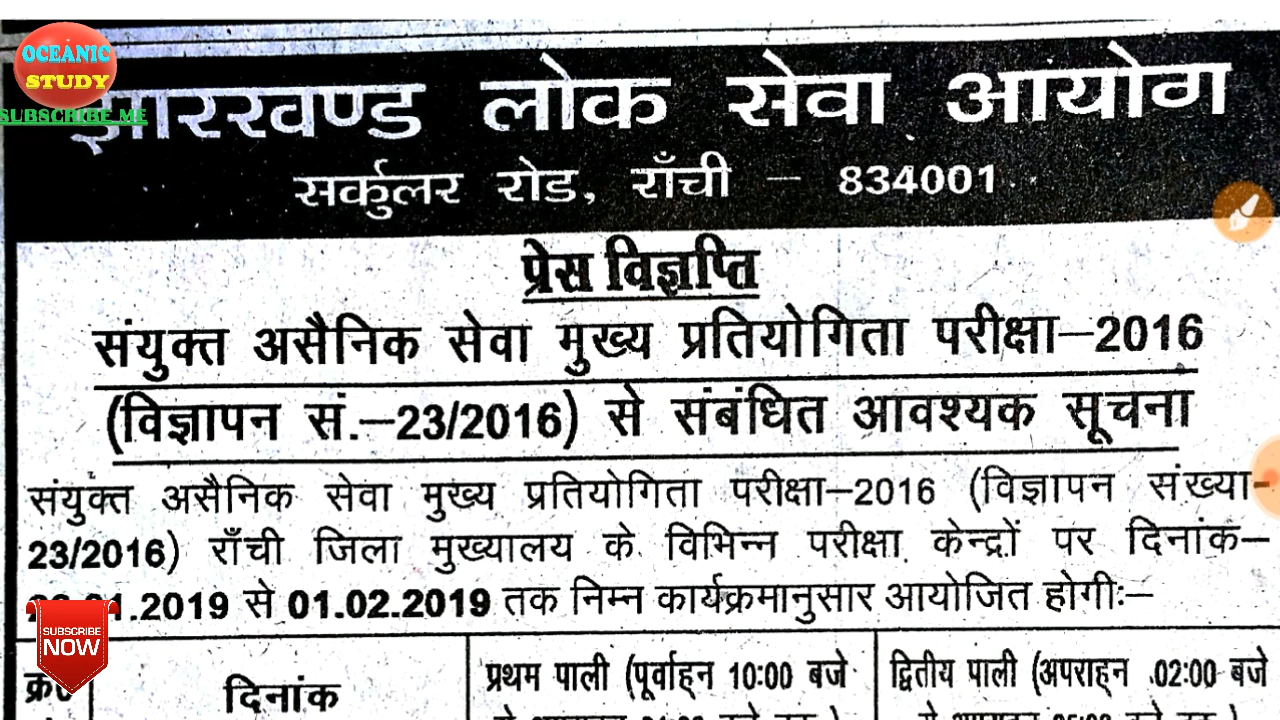 OCEANIC
STUDY
SUBSCRIBE ME
झारखण्ड लोक सेवा आयोग
सर्कुलर रोड, राँची – 834001
प्रेस विज्ञप्ति
संयुक्त असैनिक सेवा मुख्य प्रतियोगिता परीक्षा–2016
(विज्ञापन सं.–23/2016) से संबंधित आवश्यक सूचना
संयुक्त असैनिक सेवा मुख्य प्रतियोगिता परीक्षा–2016 (विज्ञापन संख्या-
23/2016) राँची जिला मुख्यालय के विभिन्न परीक्षा केन्द्रों पर दिनांक–
.2019 से 01.02.2019 तक निम्न कार्यक्रमानुसार आयोजित होगीः–
SUBSCRIBE
NOW
दिनांक
प्रथम पाली (पूर्वाह्न 10:00 बजे
द्वितीय पाली (अपराह्न .02:00 बजे